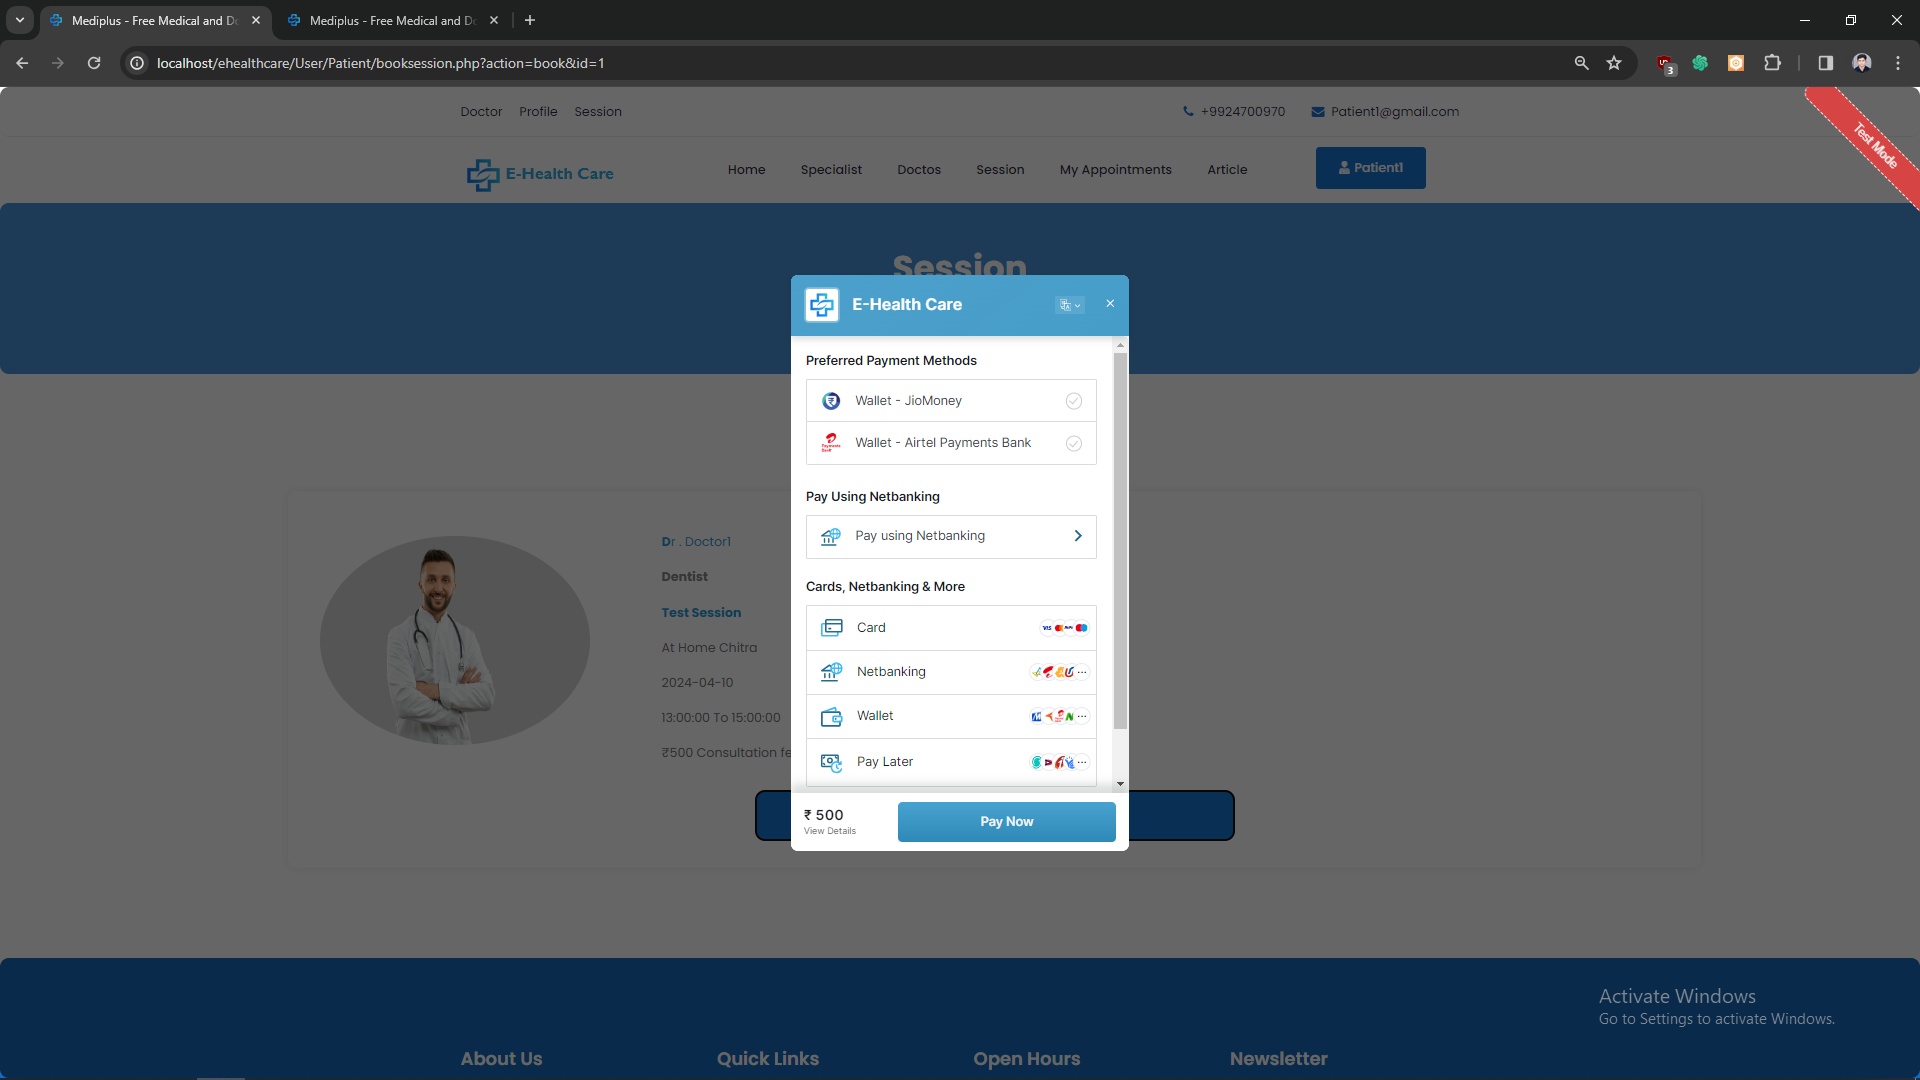 Mediplus - Free Medical and Do
Mediplus - Free Medical and Do
localhost/ehealthcare/User/Patient/booksession.php?action=book&id=1
3
Doctor Profile Session
+9924700970 Patient1@gmail.com
Test Mode
E-Health Care
Home Specialist Doctos Session My Appointments Article
Patient1
Session
E-Health Care
Preferred Payment Methods
Wallet - JioMoney
Wallet - Airtel Payments Bank
Pay Using Netbanking
Pay using Netbanking
Cards, Netbanking & More
Card
VISA
Netbanking
Wallet
Pay Later
₹ 500
View Details
Pay Now
Dr . Doctor1
Dentist
Test Session
At Home Chitra
2024-04-10
13:00:00 To 15:00:00
₹500 Consultation fe
Activate Windows
Go to Settings to activate Windows.
About Us Quick Links Open Hours Newsletter